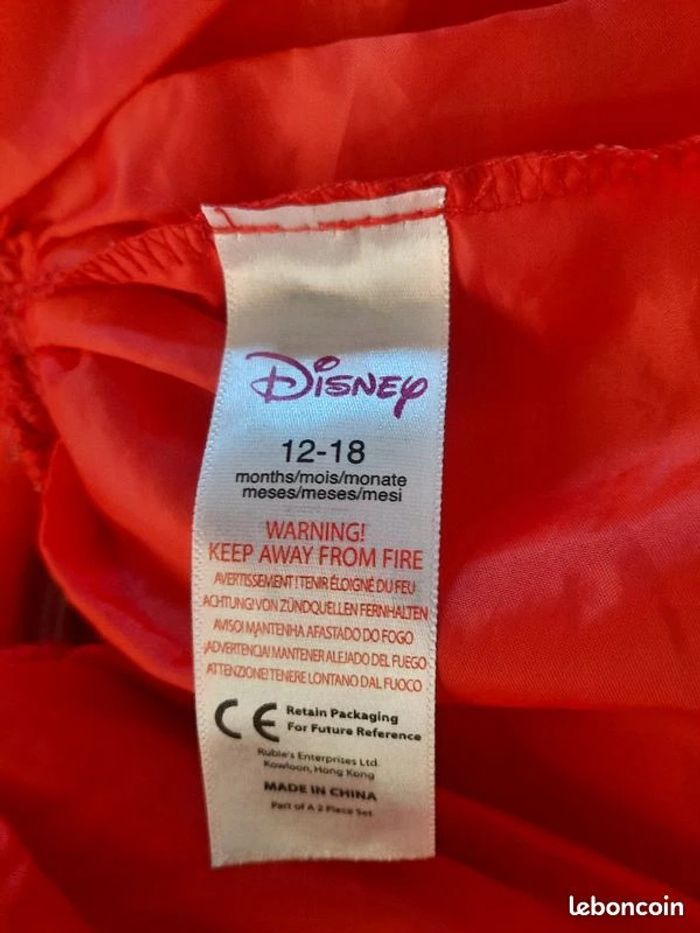 Disney
12-18
months/mois/monate
meses/meses/mesi
WARNING!
KEEP AWAY FROM FIRE
AVERTISSEMENT ! TENIR ÉLOIGNÉ DU FEU
ACHTUNG! VON ZÜNDQUELLEN FERNHALTEN
AVISO! MANTENHA AFASTADO DO FOGO
¡ADVERTENCIA! MANTENER ALEJADO DEL FUEGO
ATTENZIONE! TENERE LONTANO DAL FUOCO
CE Retain Packaging
For Future Reference
Rubie's Enterprises Ltd.
Kowloon, Hong Kong
MADE IN CHINA
Part of A 2 Piece Set
leboncoin